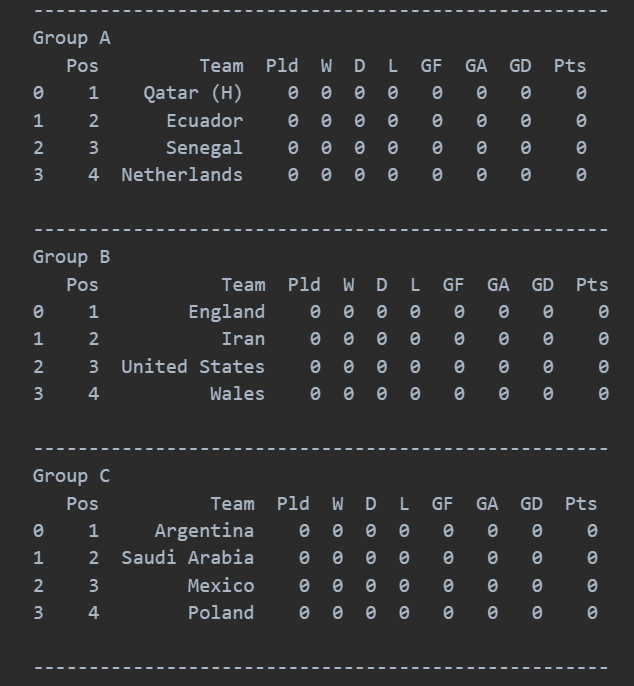 ----------------------------------------------------
Group A
   Pos         Team  Pld  W  D  L  GF  GA  GD  Pts
0    1    Qatar (H)    0  0  0  0   0   0   0    0
1    2      Ecuador    0  0  0  0   0   0   0    0
2    3      Senegal    0  0  0  0   0   0   0    0
3    4  Netherlands    0  0  0  0   0   0   0    0
----------------------------------------------------
Group B
   Pos           Team  Pld  W  D  L  GF  GA  GD  Pts
0    1        England    0  0  0  0   0   0   0    0
1    2           Iran    0  0  0  0   0   0   0    0
2    3  United States    0  0  0  0   0   0   0    0
3    4          Wales    0  0  0  0   0   0   0    0
----------------------------------------------------
Group C
   Pos          Team  Pld  W  D  L  GF  GA  GD  Pts
0    1     Argentina    0  0  0  0   0   0   0    0
1    2  Saudi Arabia    0  0  0  0   0   0   0    0
2    3        Mexico    0  0  0  0   0   0   0    0
3    4        Poland    0  0  0  0   0   0   0    0
----------------------------------------------------